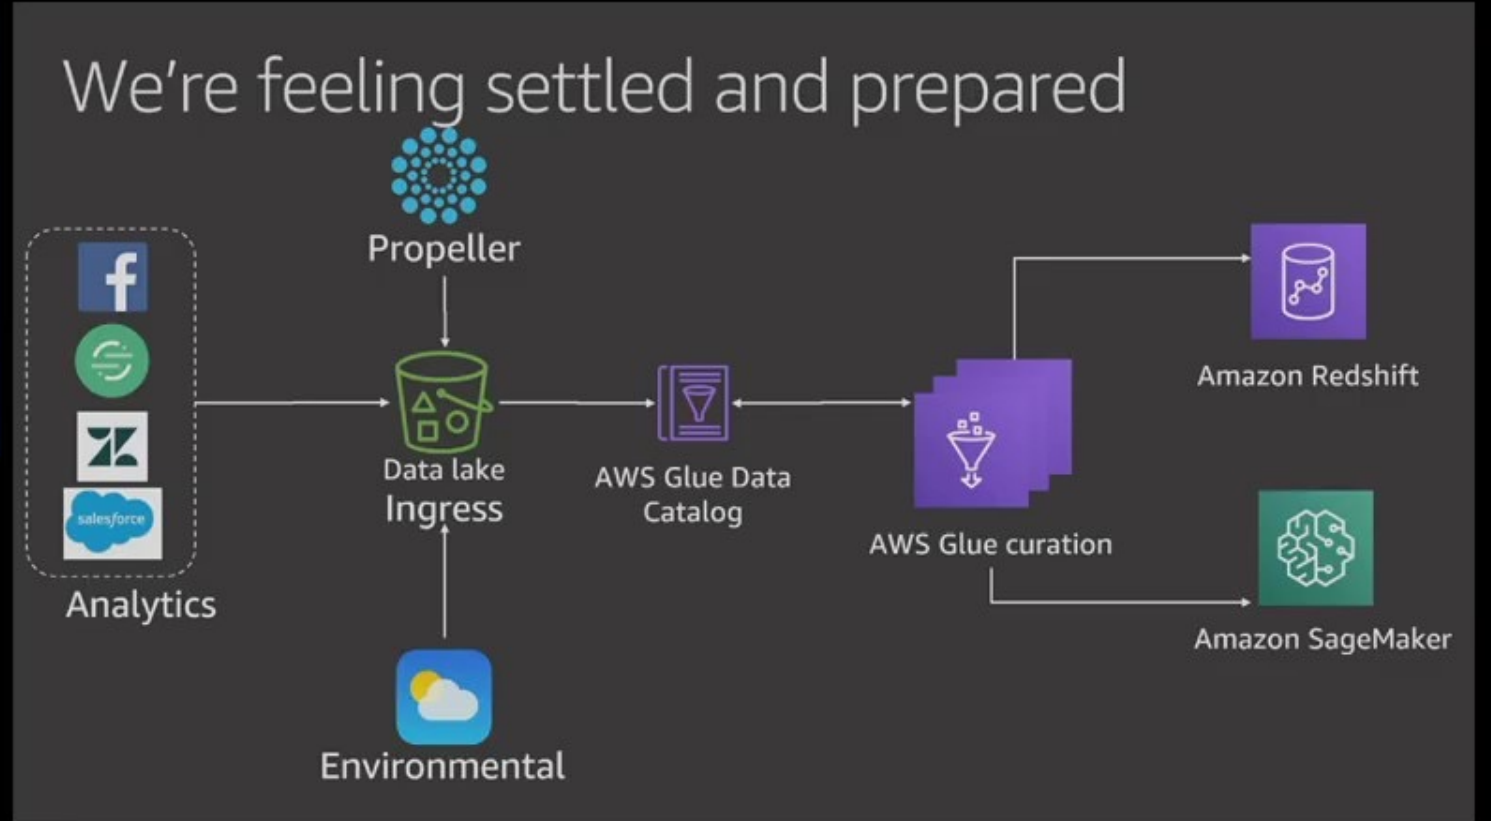 We're feeling settled and prepared
Propeller
f
salesforce
Analytics
Data lake
Ingress
AWS Glue Data
Catalog
AWS Glue curation
Amazon Redshift
Amazon SageMaker
Environmental